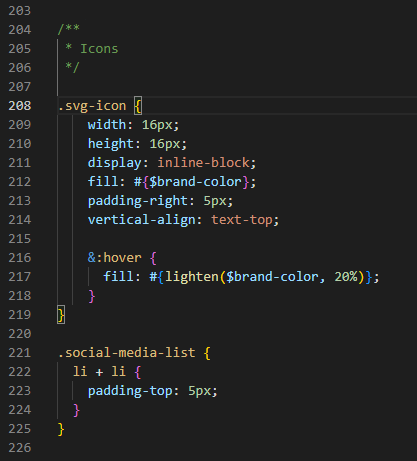 203
204 /**
205  * Icons
206  */
207
208 .svg-icon {
209     width: 16px;
210     height: 16px;
211     display: inline-block;
212     fill: #{$brand-color};
213     padding-right: 5px;
214     vertical-align: text-top;
215
216     &:hover {
217       fill: #{lighten($brand-color, 20%)};
218     }
219 }
220
221 .social-media-list {
222   li + li {
223     padding-top: 5px;
224   }
225 }
226